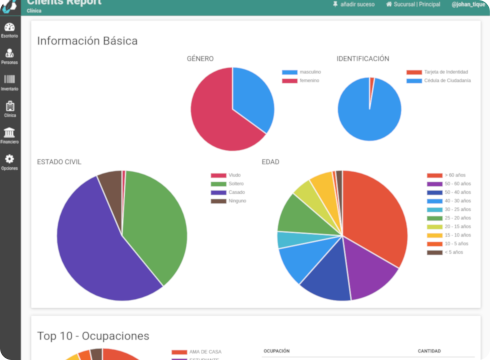 Clients Report
Clínica
añadir suceso
Sucursal | Principal
@johan_tique
Escritorio
Personas
Inventario
Clínica
Financiero
Opciones
Información Básica
GÉNERO
masculino
femenino
IDENTIFICACIÓN
Tarjeta de Indentidad
Cédula de Ciudadanía
ESTADO CIVIL
Viudo
Soltero
Casado
Ninguno
EDAD
> 60 años
50 - 60 años
50 - 40 años
40 - 30 años
30 - 25 años
25 - 20 años
20 - 15 años
15 - 10 años
10 - 5 años
< 5 años
Top 10 - Ocupaciones
AMA DE CASA
ESTUDIANTE
OCUPACIÓN
CANTIDAD